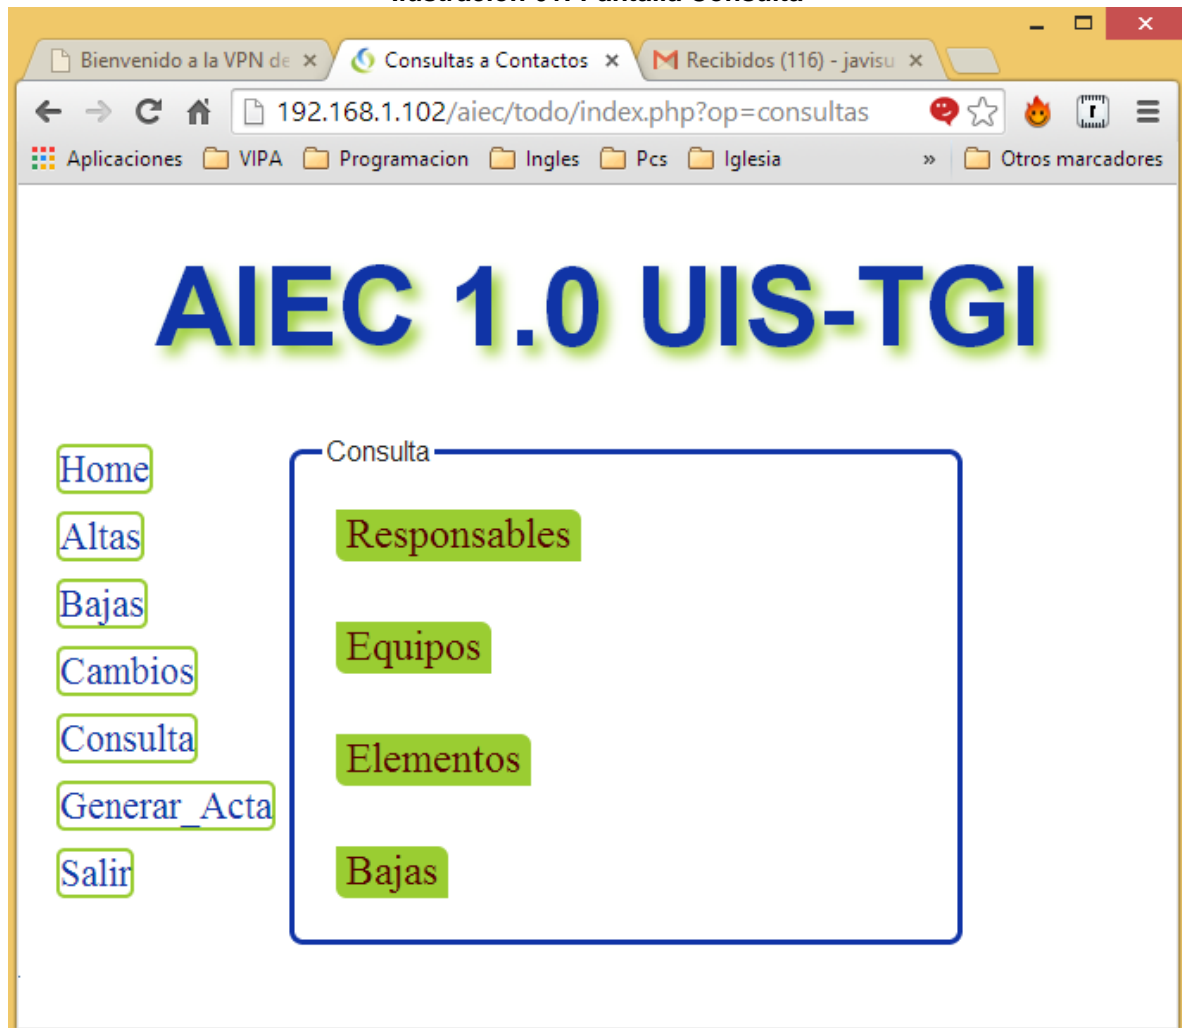 Pantalla Consulta
Bienvenido a la VPN de
Consultas a Contactos
Recibidos (116) - javisu
192.168.1.102/aiec/todo/index.php?op=consultas
Aplicaciones VIPA Programacion Ingles Pcs Iglesia » Otros marcadores
AIEC 1.0 UIS-TGI
Consulta
Home
Altas
Bajas
Cambios
Consulta
Generar_Acta
Salir
Responsables
Equipos
Elementos
Bajas